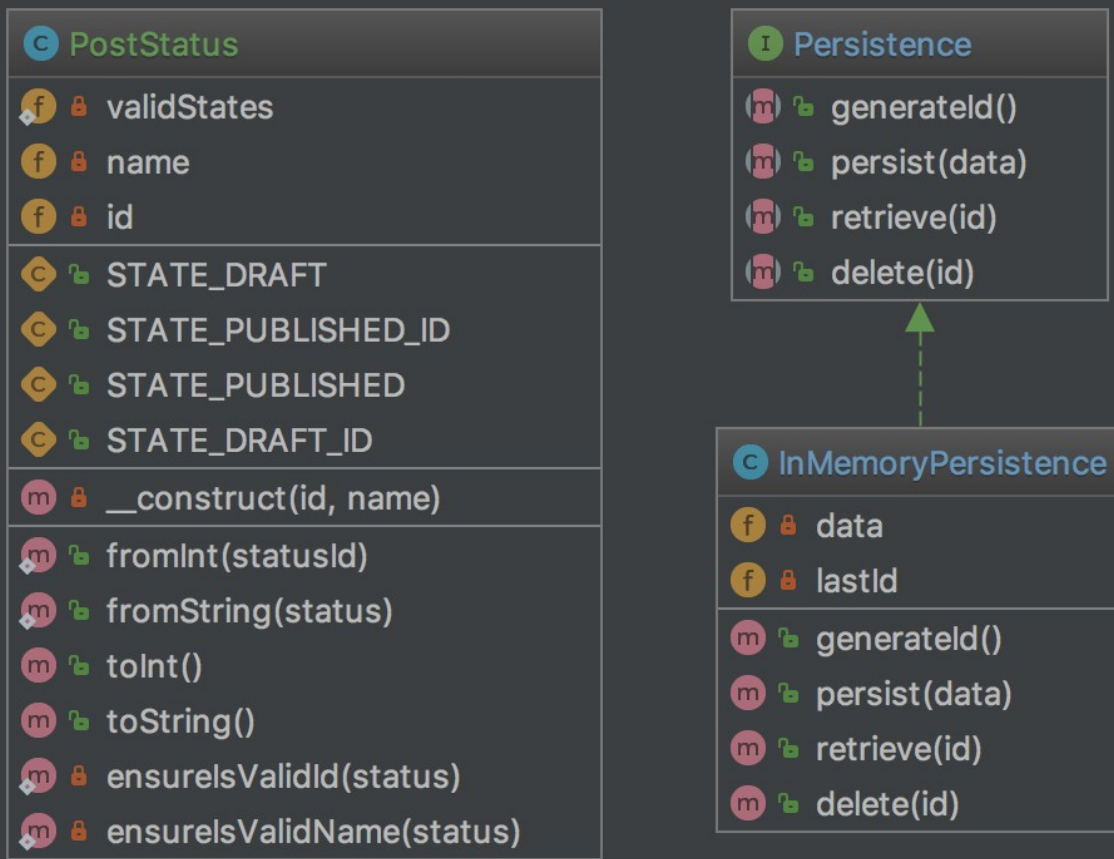 C PostStatus
f validStates
f name
f id
C STATE_DRAFT
C STATE_PUBLISHED_ID
C STATE_PUBLISHED
C STATE_DRAFT_ID
m __construct(id, name)
m fromInt(statusId)
m fromString(status)
m toInt()
m toString()
m ensureIsValidId(status)
m ensureIsValidName(status)
I Persistence
m generateId()
m persist(data)
m retrieve(id)
m delete(id)
C InMemoryPersistence
f data
f lastId
m generateId()
m persist(data)
m retrieve(id)
m delete(id)